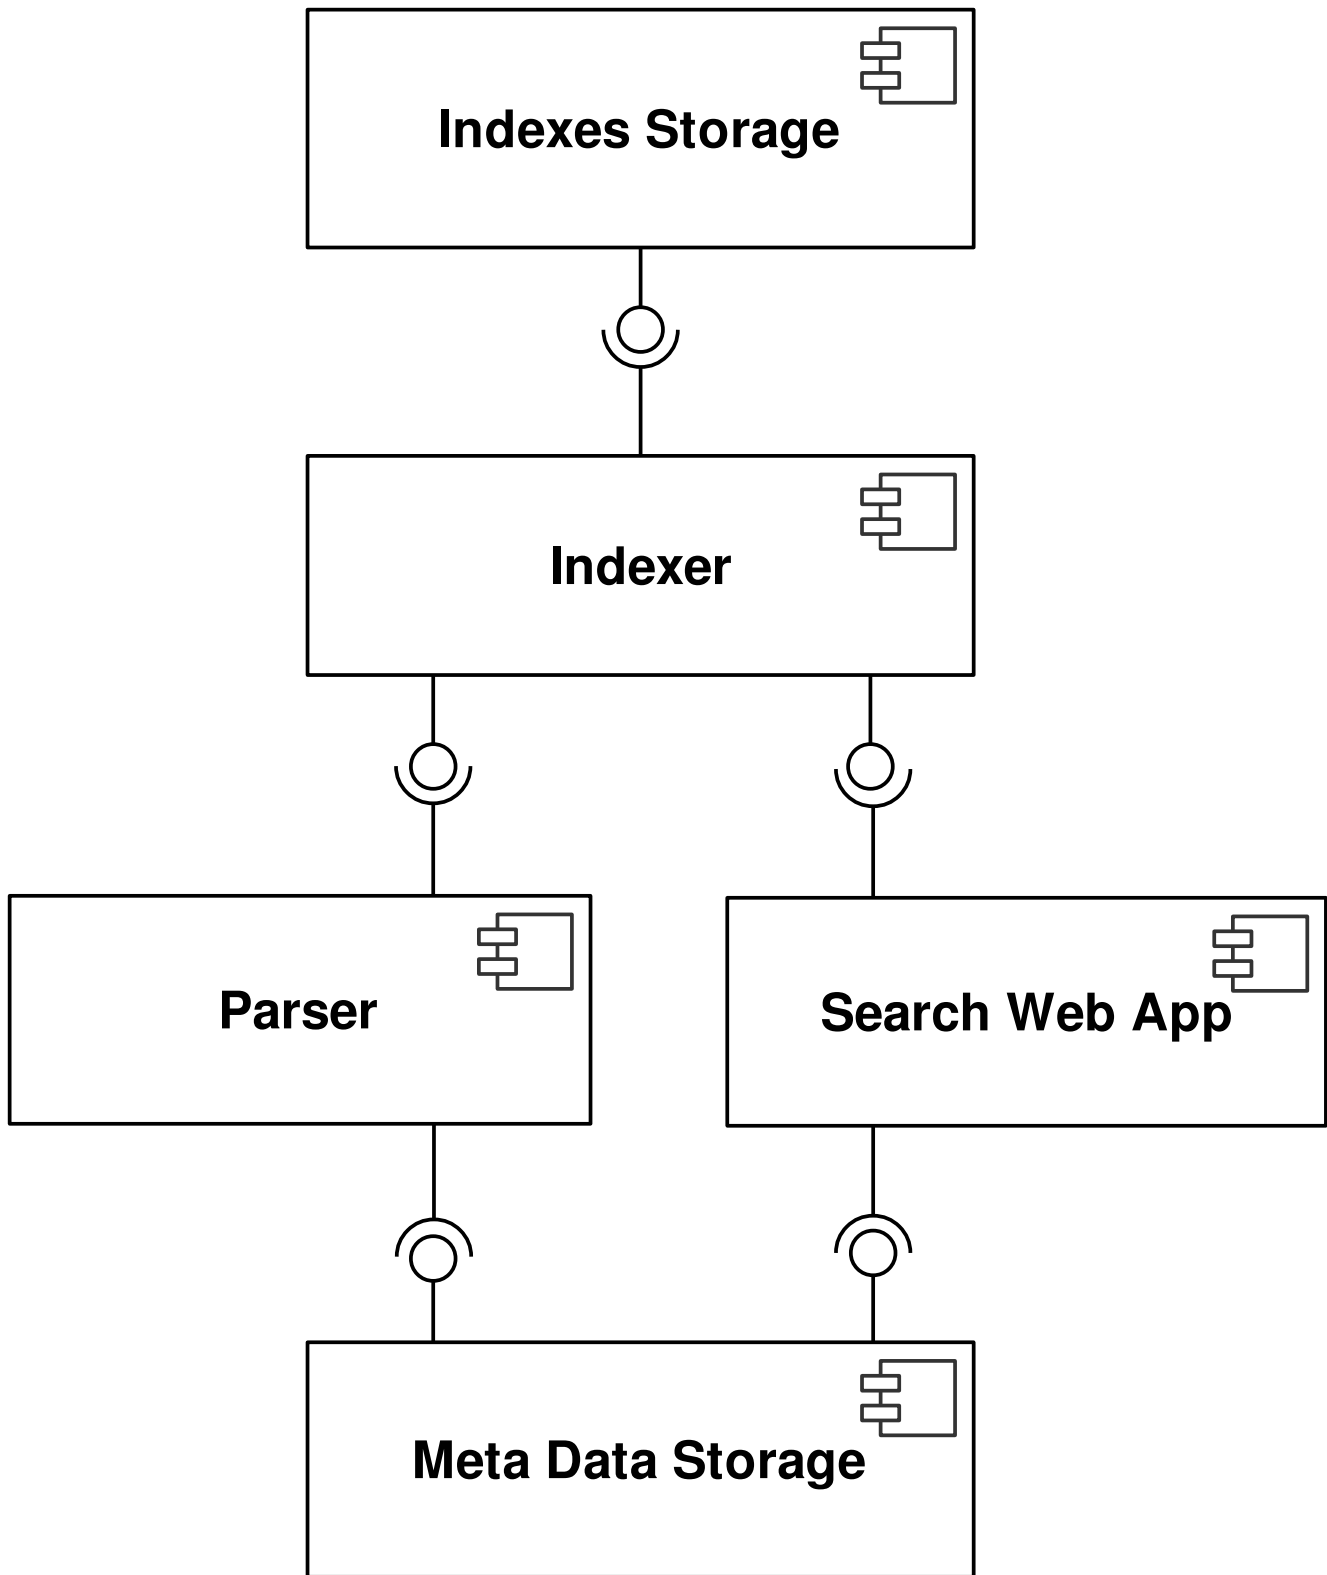 Indexes Storage
Indexer
Parser
Search Web App
Meta Data Storage